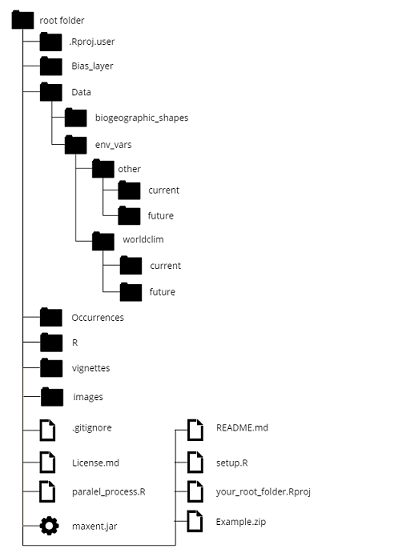 root folder
.Rproj.user
Bias_layer
Data
biogeographic_shapes
env_vars
other
current
future
worldclim
current
future
Occurrences
R
vignettes
images
.gitignore
License.md
paralel_process.R
maxent.jar
README.md
setup.R
your_root_folder.Rproj
Example.zip